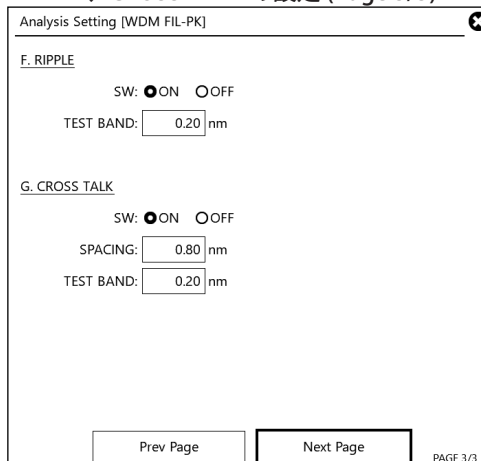 Analysis Setting [WDM FIL-PK]
F. RIPPLE
SW: ON OFF
TEST BAND: 0.20 nm
G. CROSS TALK
SW: ON OFF
SPACING: 0.80 nm
TEST BAND: 0.20 nm
Prev Page Next Page
PAGE 3/3